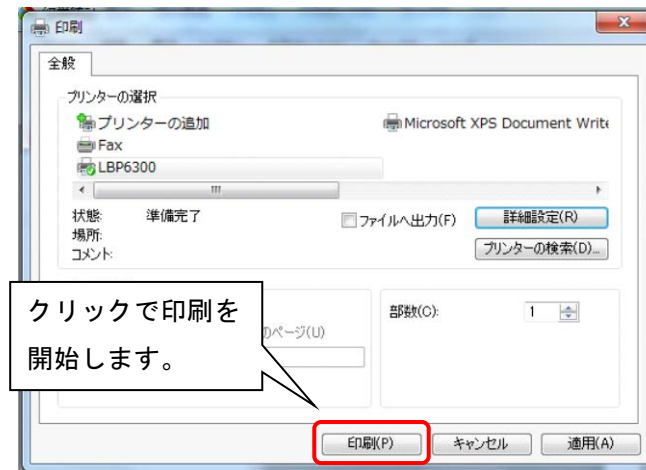 印刷
全般
プリンターの選択
プリンターの追加
Microsoft XPS Document Write
Fax
LBP6300
状態: 準備完了
ファイルへ出力(F)
詳細設定(R)
場所:
コメント:
プリンターの検索(D)...
クリックで印刷を
開始します。
のページ(U)
部数(C): 1
印刷(P)
キャンセル
適用(A)